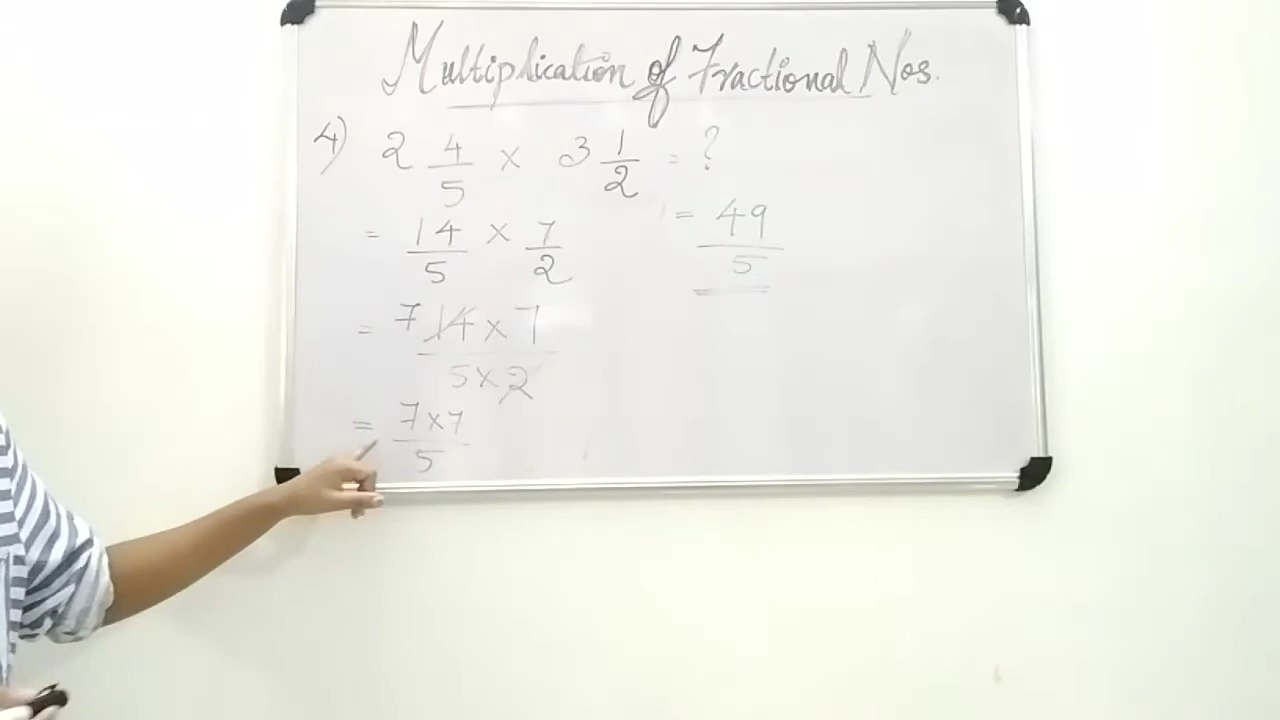 Multiplication of Fractional Nos.
4) 2 4/5 × 3 1/2 = ?
= 14/5 × 7/2
= 7 14 × 7 / 5 × 2
= 7 × 7 / 5
= 49/5